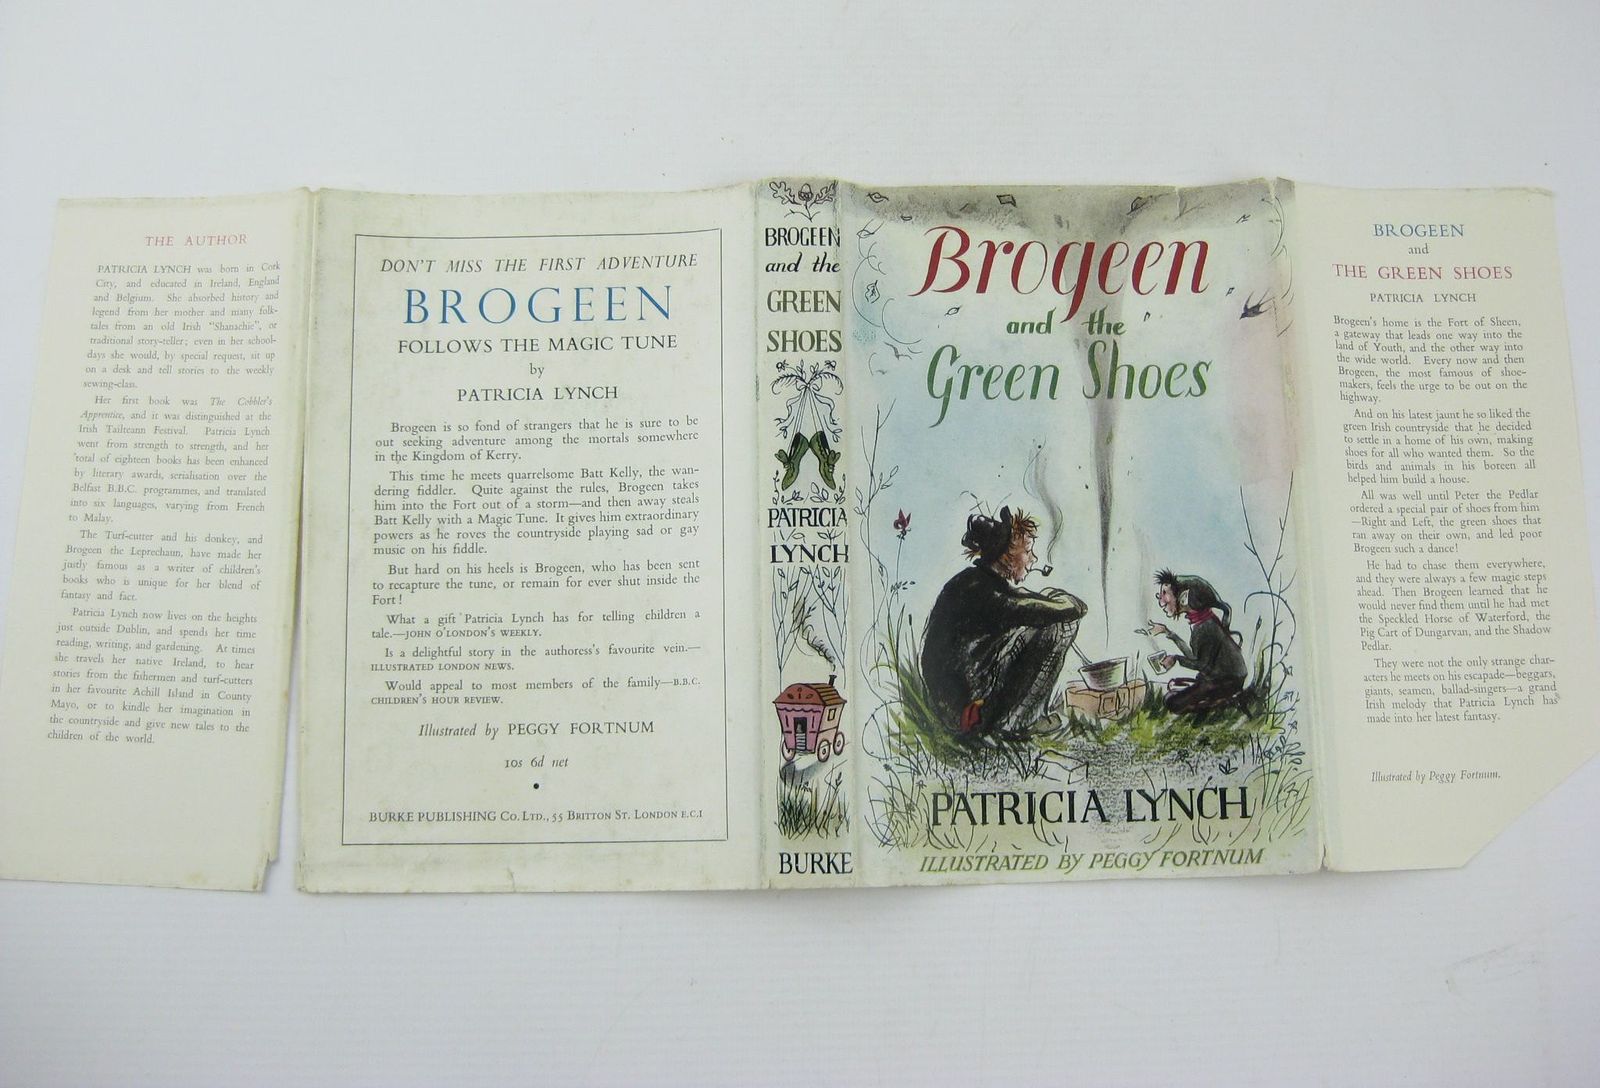 THE AUTHOR
PATRICIA LYNCH was born in Cork
City, and educated in Ireland, England
and Belgium. She absorbed history and
legend from her mother and many folk-
tales from an old Irish "Shanachie", or
traditional story-teller; even in her school-
days she would, by special request, sit up
on a desk and tell stories to the weekly
sewing-class.
Her first book was The Cobbler's
Apprentice, and it was distinguished at the
Irish Tailteann Festival. Patricia Lynch
went from strength to strength, and her
total of eighteen books has been enhanced
by literary awards, serialisation over the
Belfast B.B.C. programmes, and translated
into six languages, varying from French
to Malay.
The Turf-cutter and his donkey, and
Brogeen the Leprechaun, have made her
justly famous as a writer of children's
books who is unique for her blend of
fantasy and fact.
Patricia Lynch now lives on the heights
just outside Dublin, and spends her time
reading, writing, and gardening. At times
she travels her native Ireland, to hear
stories from the fishermen and turf-cutters
in her favourite Achill Island in County
Mayo, or to kindle her imagination in
the countryside and give new tales to the
children of the world.
DON'T MISS THE FIRST ADVENTURE
BROGEEN
FOLLOWS THE MAGIC TUNE
by
PATRICIA LYNCH
Brogeen is so fond of strangers that he is sure to be
out seeking adventure among the mortals somewhere
in the Kingdom of Kerry.
This time he meets quarrelsome Batt Kelly, the wan-
dering fiddler. Quite against the rules, Brogeen takes
him into the Fort out of a storm—and then away steals
Batt Kelly with a Magic Tune. It gives him extraordinary
powers as he roves the countryside playing sad or gay
music on his fiddle.
But hard on his heels is Brogeen, who has been sent
to recapture the tune, or remain for ever shut inside the
Fort!
What a gift Patricia Lynch has for telling children a
tale.—JOHN O'LONDON'S WEEKLY.
Is a delightful story in the authoress's favourite vein.—
ILLUSTRATED LONDON NEWS.
Would appeal to most members of the family—B.B.C.
CHILDREN'S HOUR REVIEW.
Illustrated by PEGGY FORTNUM
10s 6d net
BURKE PUBLISHING CO. LTD., 55 BRITTON ST. LONDON E.C.1
BROGEEN
and the
GREEN
SHOES
PATRICIA
LYNCH
BURKE
Brogeen
and the
Green Shoes
PATRICIA LYNCH
ILLUSTRATED BY PEGGY FORTNUM
BROGEEN
and
THE GREEN SHOES
PATRICIA LYNCH
Brogeen's home is the Fort of Sheen,
a gateway that leads one way into the
land of Youth, and the other way into
the wide world. Every now and then
Brogeen, the most famous of shoe-
makers, feels the urge to be out on the
highway.
And on his latest jaunt he so liked the
green Irish countryside that he decided
to settle in a home of his own, making
shoes for all who wanted them. So the
birds and animals in his boreen all
helped him build a house.
All was well until Peter the Pedlar
ordered a special pair of shoes from him
—Right and Left, the green shoes that
ran away on their own, and led poor
Brogeen such a dance!
He had to chase them everywhere,
and they were always a few magic steps
ahead. Then Brogeen learned that he
would never find them until he had met
the Speckled Horse of Waterford, the
Pig Cart of Dungarvan, and the Shadow
Pedlar.
They were not the only strange char-
acters he meets on his escapade—beggars,
giants, seamen, ballad-singers—a grand
Irish melody that Patricia Lynch has
made into her latest fantasy.
Illustrated by Peggy Fortnum.